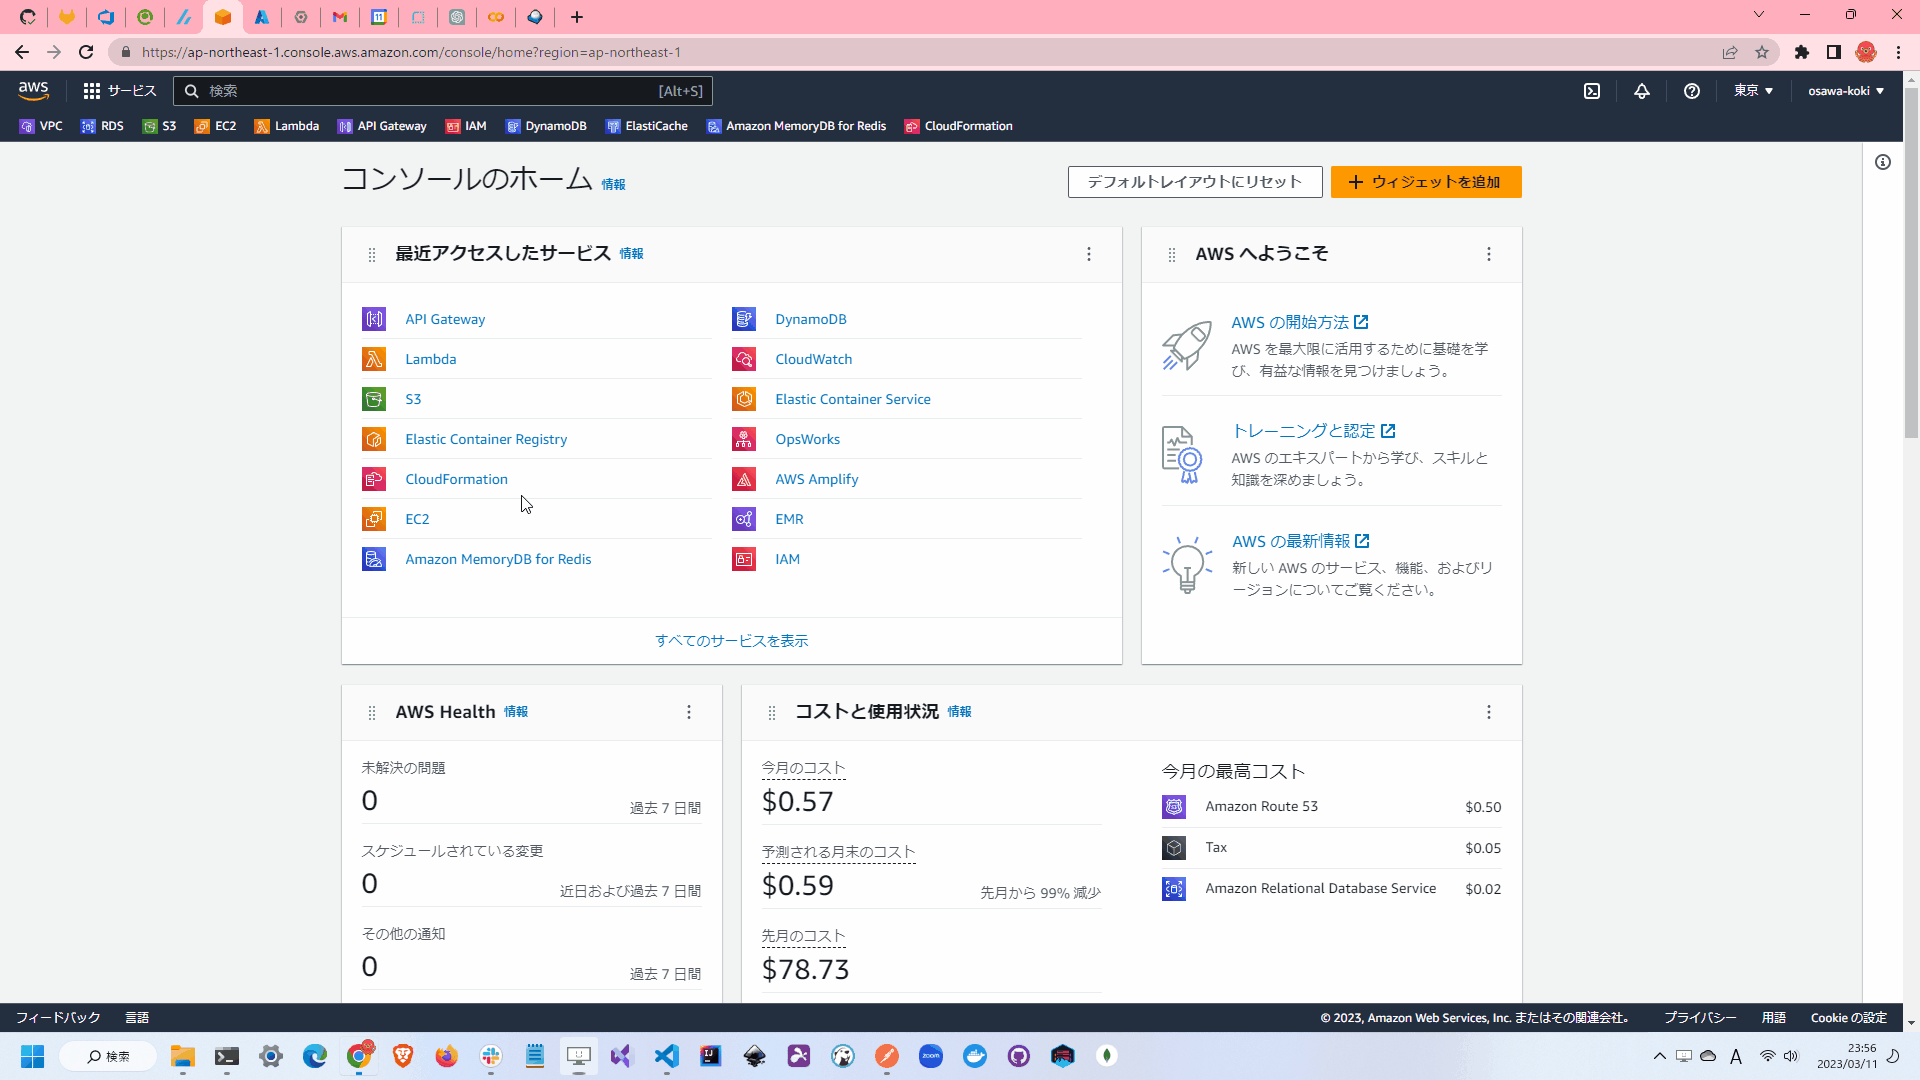 https://ap-northeast-1.console.aws.amazon.com/console/home?region=ap-northeast-1
aws
サービス
検索
[Alt+S]
東京
osawa-koki
VPC
RDS
S3
EC2
Lambda
API Gateway
IAM
DynamoDB
ElastiCache
Amazon MemoryDB for Redis
CloudFormation
コンソールのホーム 情報
デフォルトレイアウトにリセット
ウィジェットを追加
最近アクセスしたサービス 情報
API Gateway
Lambda
S3
Elastic Container Registry
CloudFormation
EC2
Amazon MemoryDB for Redis
DynamoDB
CloudWatch
Elastic Container Service
OpsWorks
AWS Amplify
EMR
IAM
すべてのサービスを表示
AWS へようこそ
AWS の開始方法
AWS を最大限に活用するために基礎を学
び、有益な情報を見つけましょう。
トレーニングと認定
AWS のエキスパートから学び、スキルと
知識を深めましょう。
AWS の最新情報
新しい AWS のサービス、機能、およびリ
ージョンについてご覧ください。
AWS Health 情報
未解決の問題
0
過去 7 日間
スケジュールされている変更
0
近日および過去 7 日間
その他の通知
0
過去 7 日間
コストと使用状況 情報
今月のコスト
$0.57
予測される月末のコスト
$0.59
先月から 99% 減少
先月のコスト
$78.73
今月の最高コスト
Amazon Route 53 $0.50
Tax $0.05
Amazon Relational Database Service $0.02
フィードバック
言語
© 2023, Amazon Web Services, Inc. またはその関連会社。
プライバシー
用語
Cookie の設定
検索
zoom
A
23:56
2023/03/11